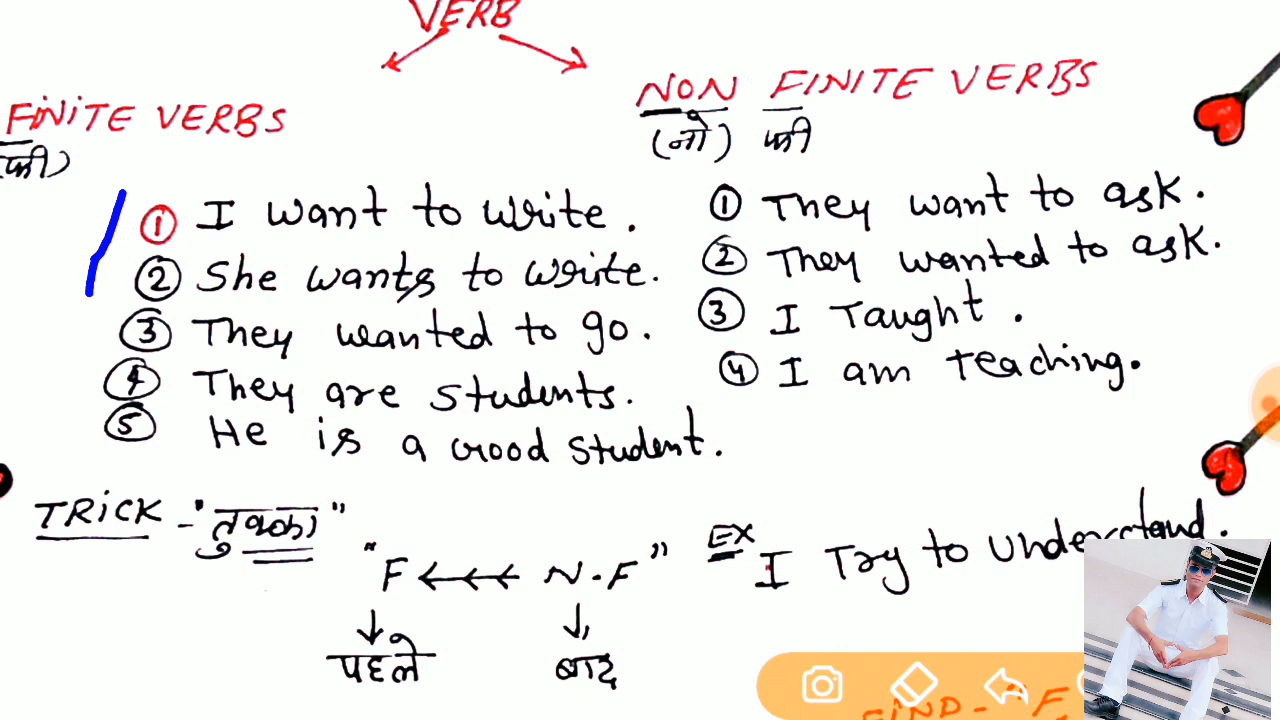 VERB
FINITE VERBS
(फी)
NON FINITE VERBS
(नो) फी
① I want to write.
② She wants to write.
③ They wanted to go.
④ They are students.
⑤ He is a Good student.
① They want to ask.
② They wanted to ask.
③ I Taught.
④ I am teaching.
TRICK - "तुक्का"
"F ← ← ← N.F"
पहले बाद
EX I Try to understand.
FIND - "F